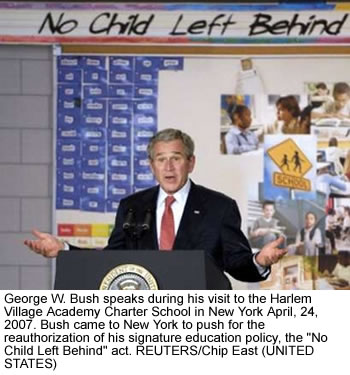 No Child Left Behind
SCHOOL
George W. Bush speaks during his visit to the Harlem
Village Academy Charter School in New York April, 24,
2007. Bush came to New York to push for the
reauthorization of his signature education policy, the "No
Child Left Behind" act. REUTERS/Chip East (UNITED
STATES)